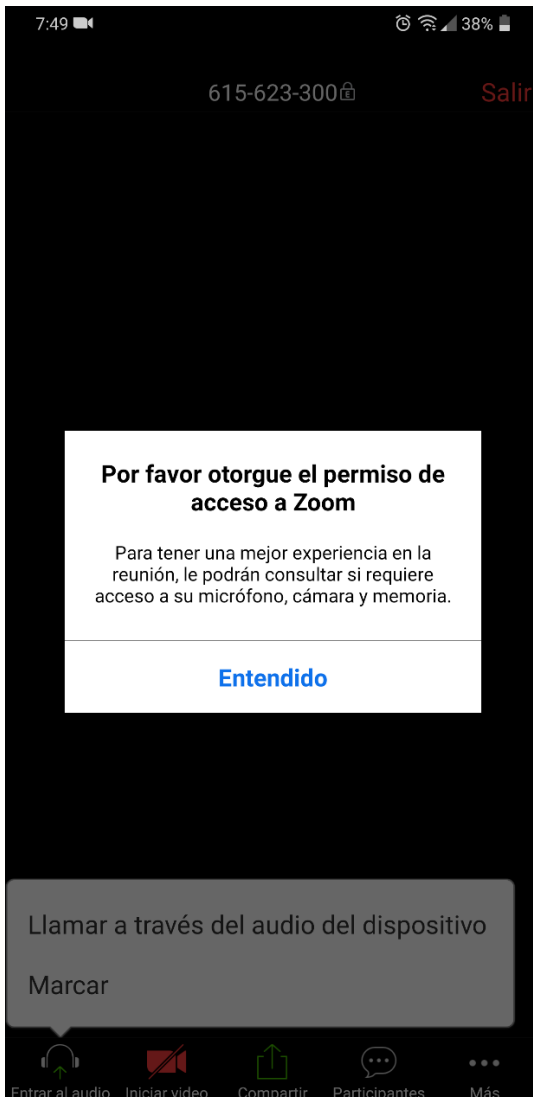 7:49 38%
615-623-300 Salir
Por favor otorgue el permiso de
acceso a Zoom
Para tener una mejor experiencia en la
reunión, le podrán consultar si requiere
acceso a su micrófono, cámara y memoria.
Entendido
Llamar a través del audio del dispositivo
Marcar
Entrar al audio Iniciar video Compartir Participantes Más